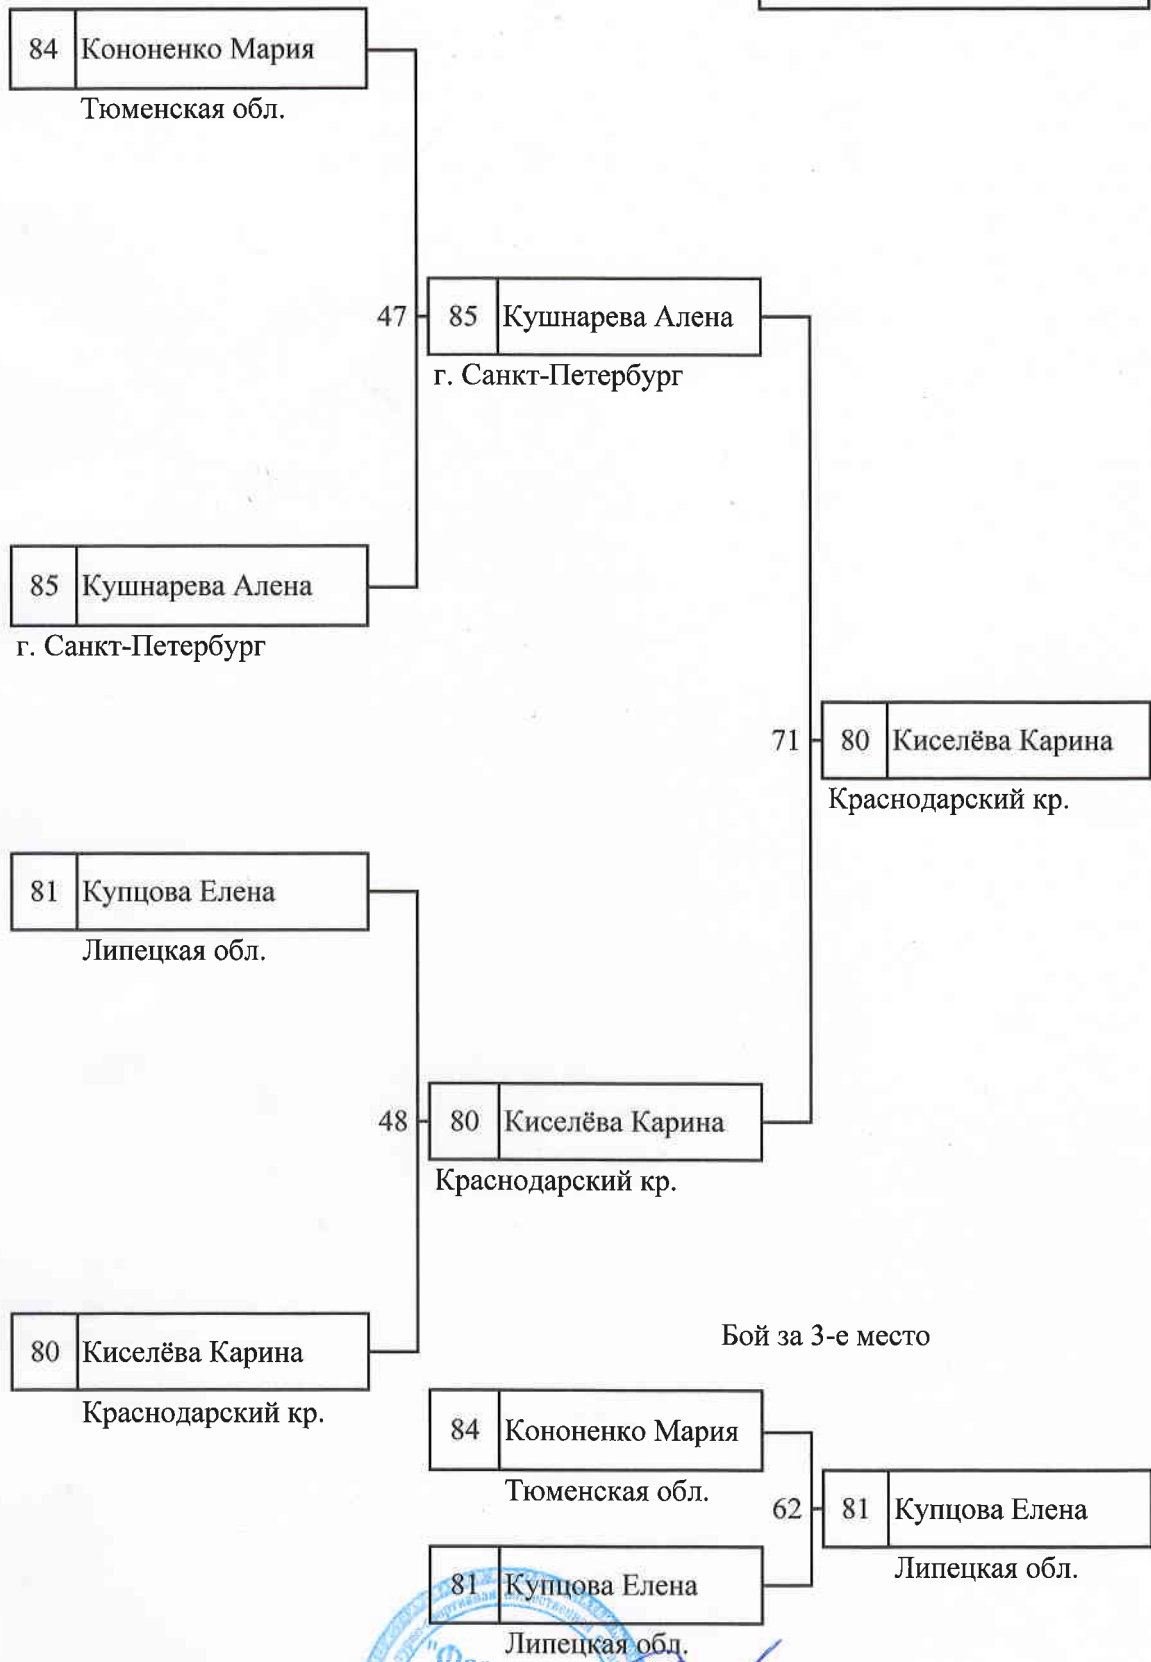 84 Кононенко Мария
Тюменская обл.
47 85 Кушнарева Алена
г. Санкт-Петербург
85 Кушнарева Алена
г. Санкт-Петербург
71 80 Киселёва Карина
Краснодарский кр.
81 Купцова Елена
Липецкая обл.
48 80 Киселёва Карина
Краснодарский кр.
80 Киселёва Карина
Краснодарский кр.
Бой за 3-е место
84 Кононенко Мария
Тюменская обл.
62 81 Купцова Елена
Липецкая обл.
81 Купцова Елена
Липецкая обл.